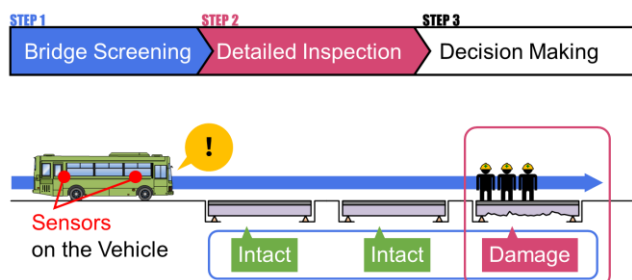 STEP 1
STEP 2
STEP 3
Bridge Screening
Detailed Inspection
Decision Making
!
Sensors
on the Vehicle
Intact
Intact
Damage